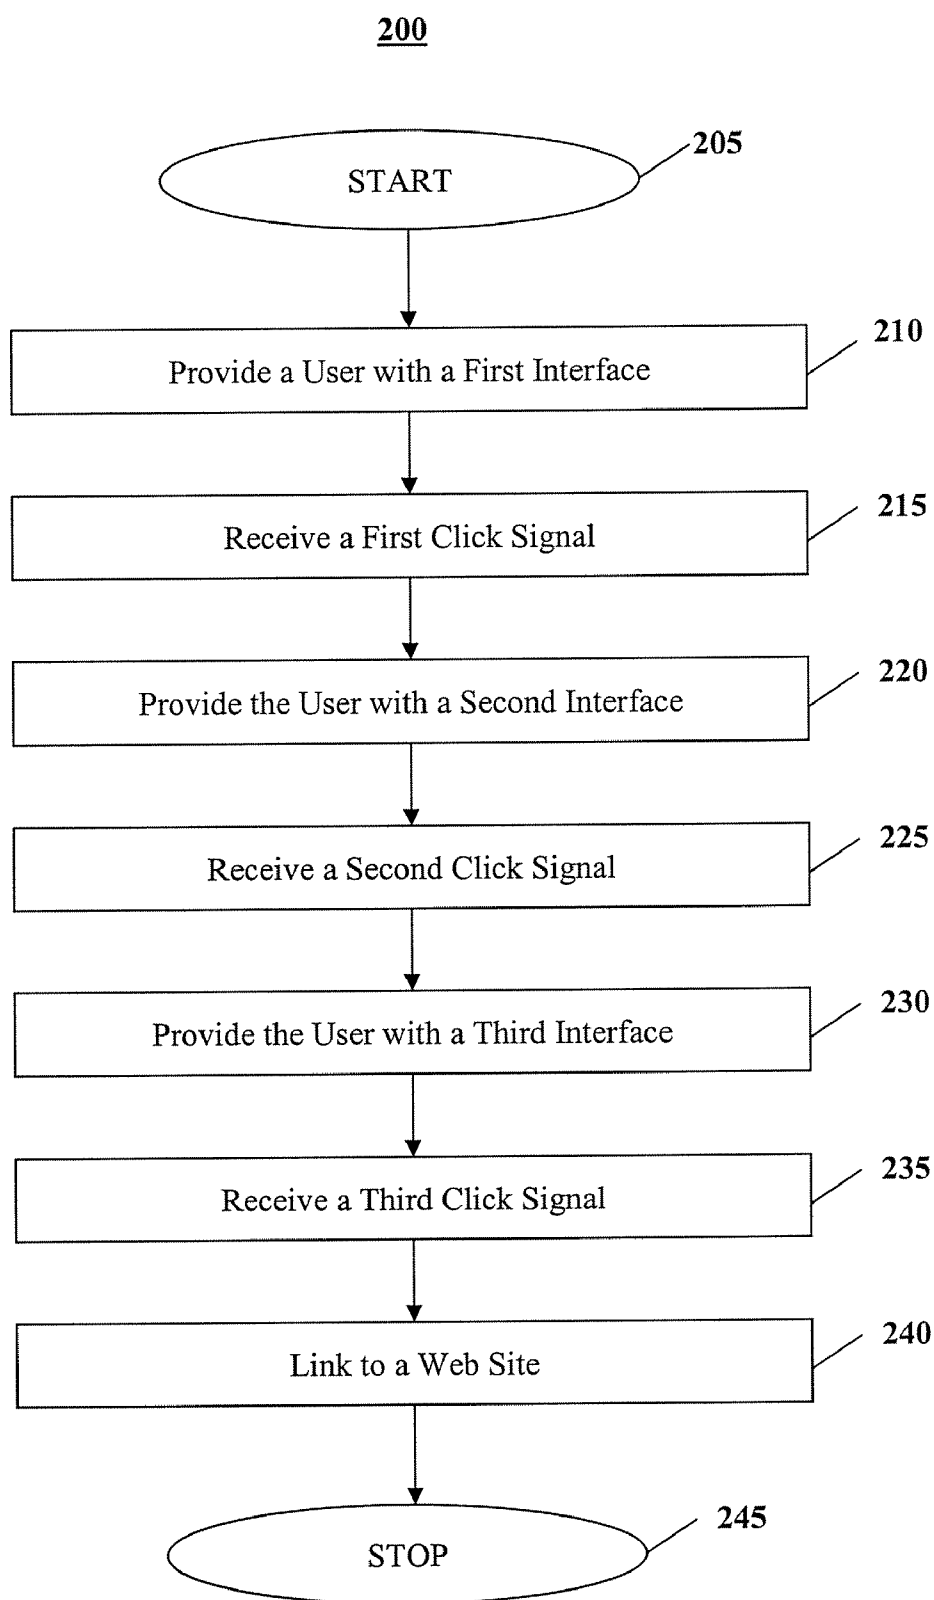 200
START
205
Provide a User with a First Interface
210
Receive a First Click Signal
215
Provide the User with a Second Interface
220
Receive a Second Click Signal
225
Provide the User with a Third Interface
230
Receive a Third Click Signal
235
Link to a Web Site
240
STOP
245